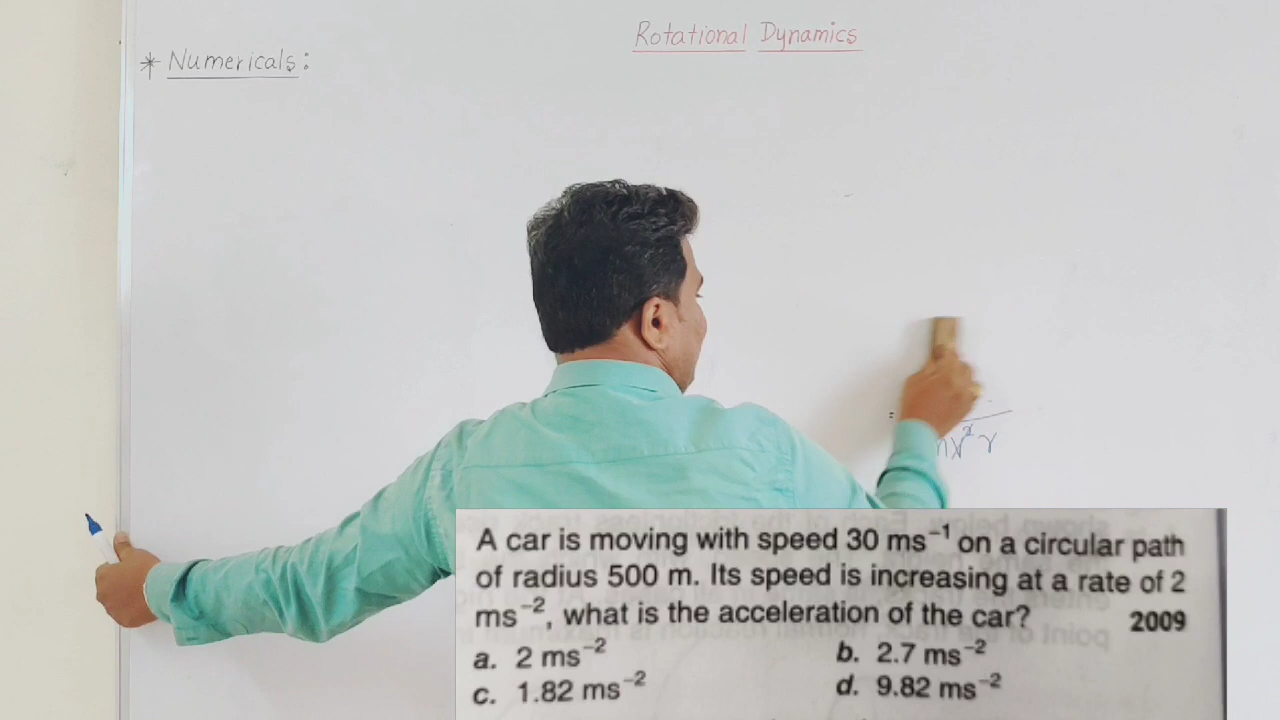 Rotational Dynamics
* Numericals:
A car is moving with speed 30 ms⁻¹ on a circular path
of radius 500 m. Its speed is increasing at a rate of 2
ms⁻², what is the acceleration of the car? 2009
a. 2 ms⁻² b. 2.7 ms⁻²
c. 1.82 ms⁻² d. 9.82 ms⁻²